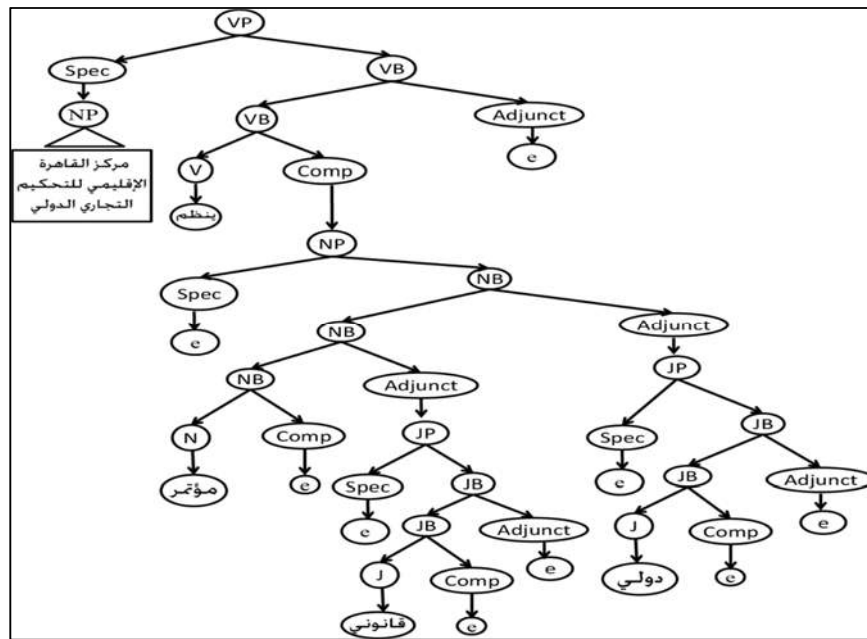 VP
Spec
VB
NP
VB
Adjunct
مركز القاهرة
الإقليمي للتحكيم
التجاري الدولي
V
Comp
e
ينظم
NP
Spec
NB
e
NB
Adjunct
NB
Adjunct
JP
N
Comp
JP
Spec
JB
مؤتمر
e
Spec
JB
e
JB
Adjunct
e
JB
Adjunct
J
Comp
e
J
Comp
e
دولي
e
قانوني
e